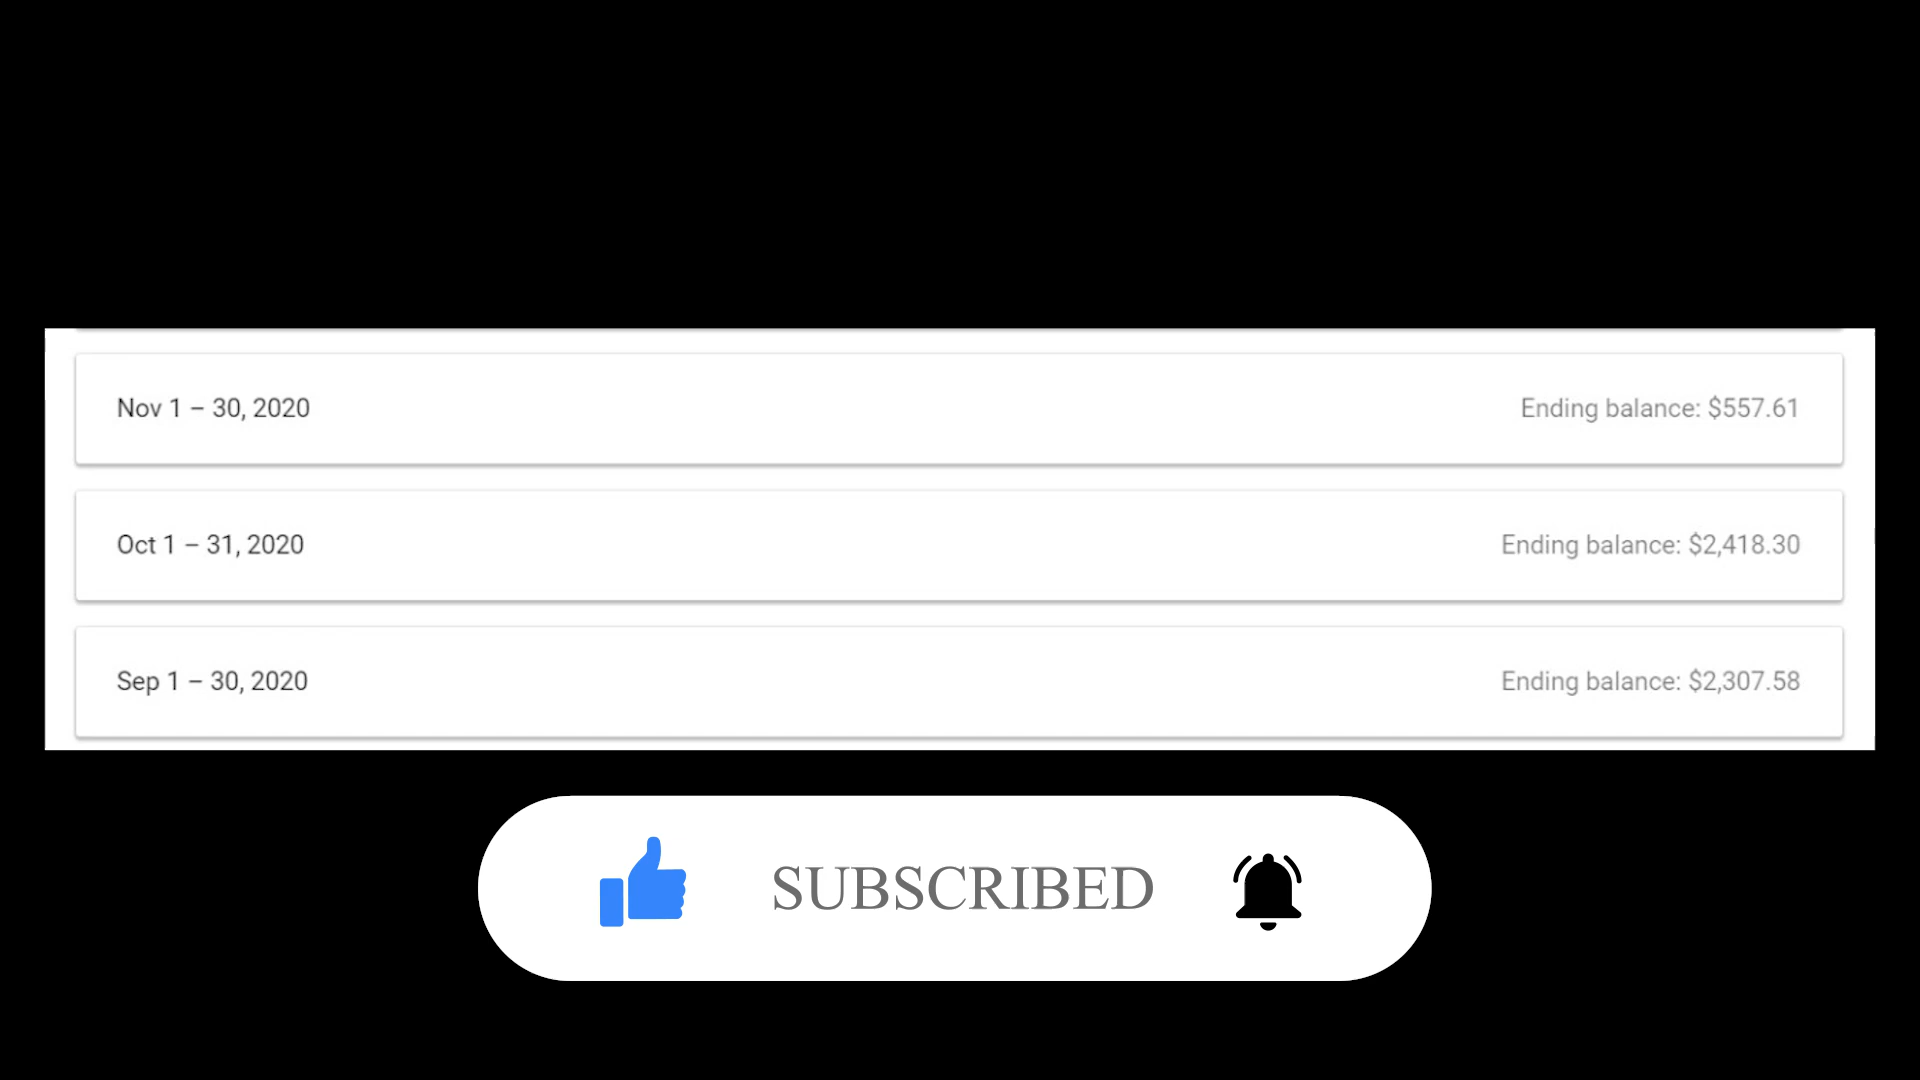 Nov 1 – 30, 2020 Ending balance: $557.61
Oct 1 – 31, 2020 Ending balance: $2,418.30
Sep 1 – 30, 2020 Ending balance: $2,307.58
SUBSCRIBED